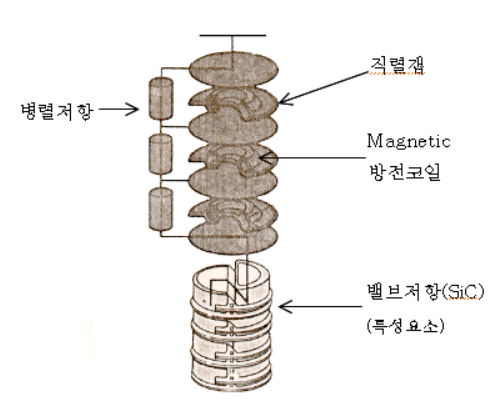 직렬갭
병렬저항
Magnetic
방전코일
밸브저항(SiC)
(특성요소)